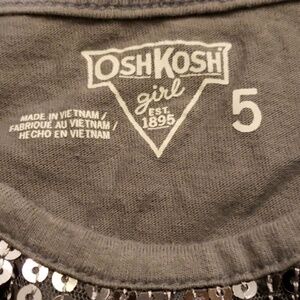 OSHKOSH
girl
EST.
1895
5
MADE IN VIETNAM /
FABRIQUÉ AU VIETNAM /
HECHO EN VIETNAM